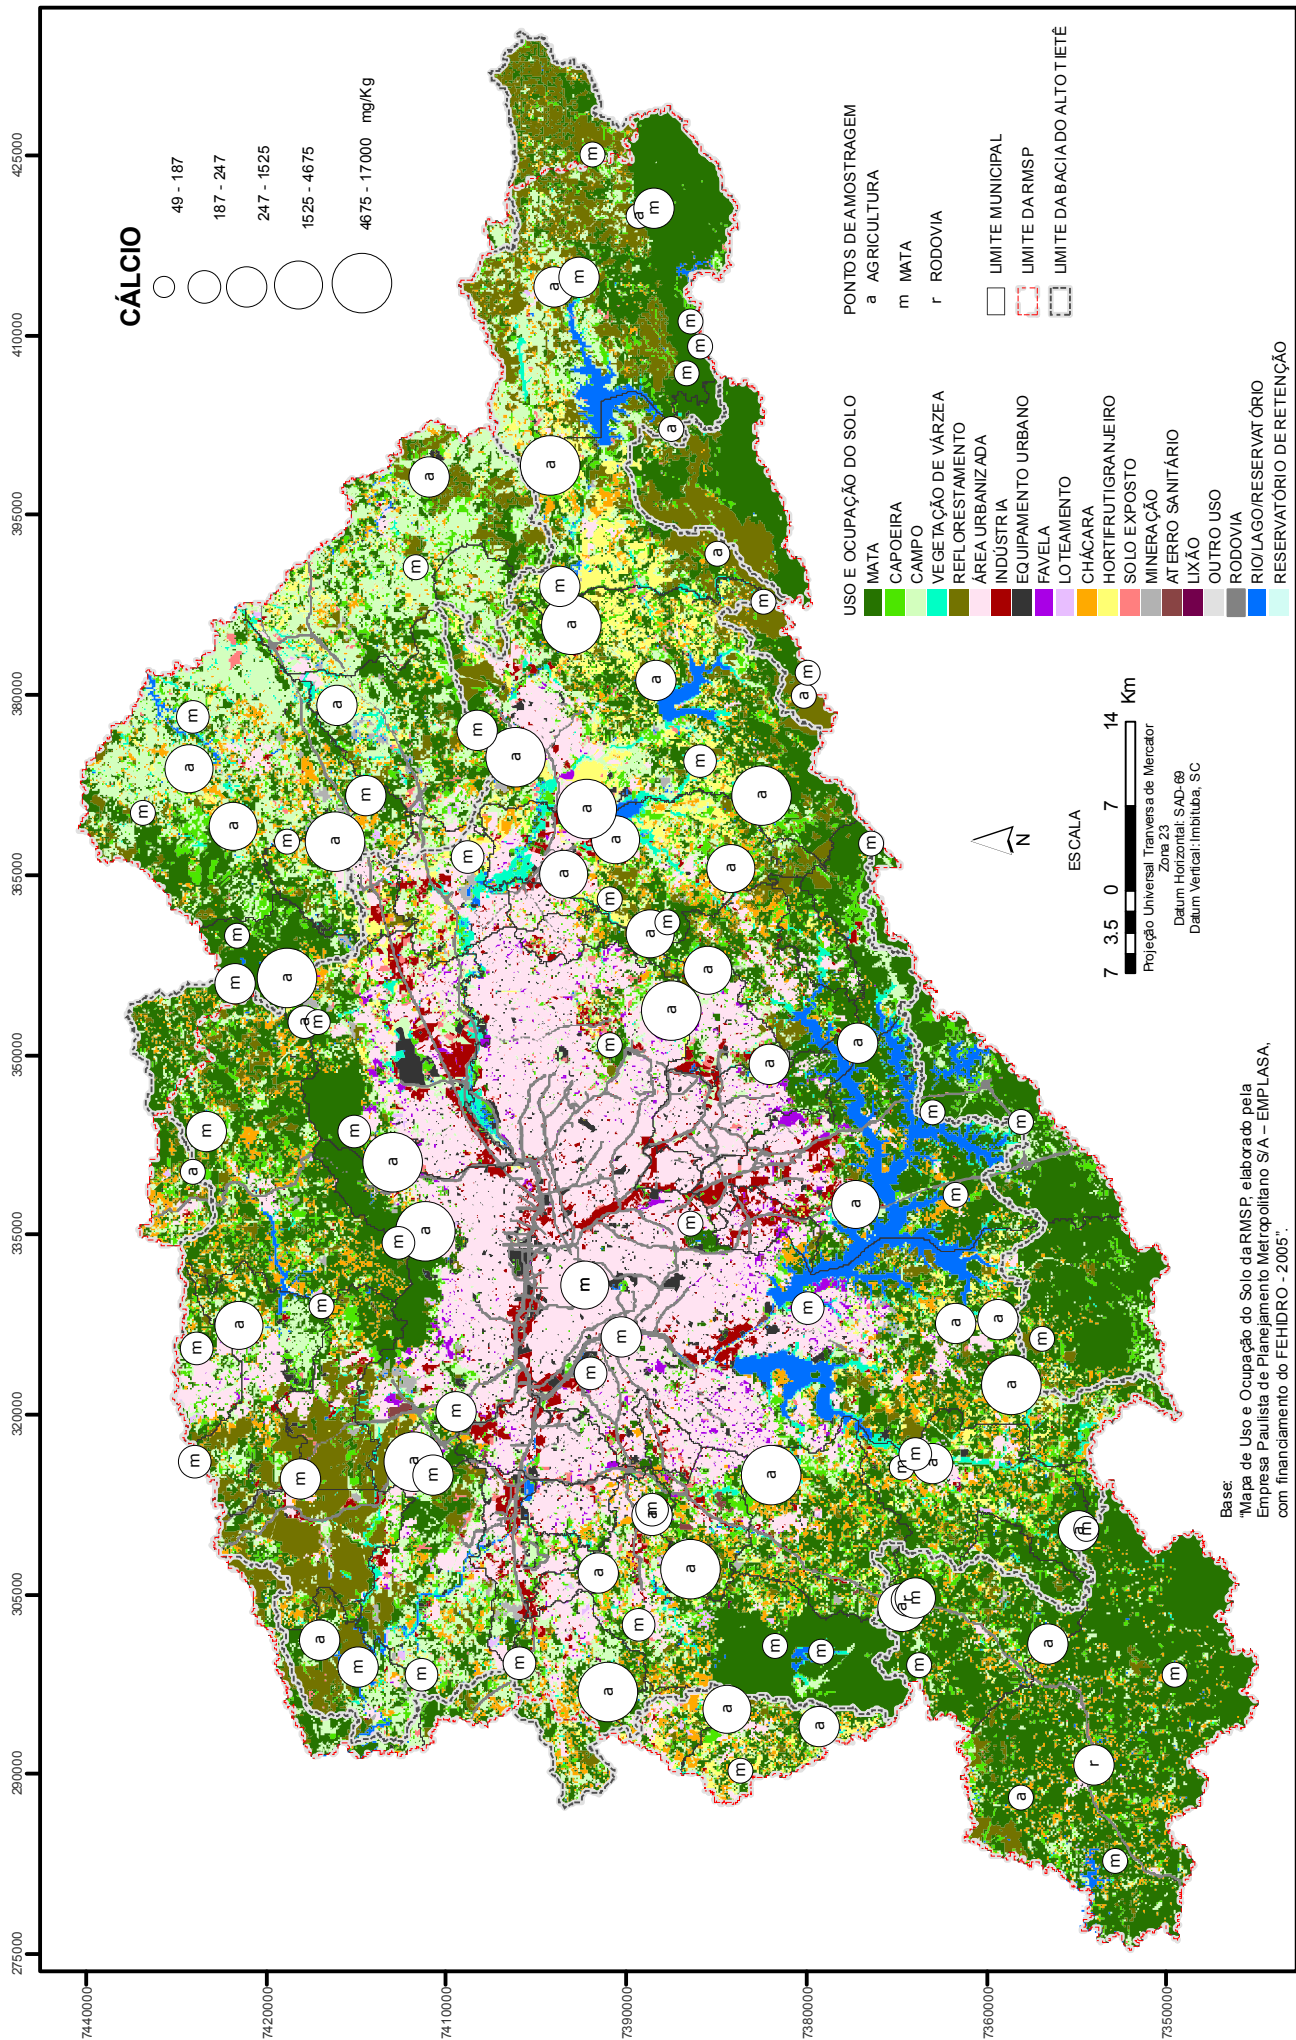 7440000
7420000
7410000
7390000
7380000
7360000
7350000
CÁLCIO
49 - 187
187 - 247
247 - 1525
1525 - 4675
4675 - 17000 mg/Kg
m
a
m
a
m
m
m
a
m
m
a
m
a
m
a
m
a
m
a
a
m
m
m
a
m
a
m
m
a
a
m
m
m
m
a
m
a
a
m
a
a
m
m
a
m
m
a
a
m
m
a
m
a
m
a
a
m
m
a
m
a
a
m
m
m
a
m
m
a
a
a
a
m
a
m
a
a
m
a
m
m
a
m
a
a
m
m
a
r
m
m
m
m
a
m
a
a
a
m
a
m
a
a
m
r
m
m
PONTOS DE AMOSTRAGEM
a AGRICULTURA
m MATA
r RODOVIA
LIMITE MUNICIPAL
LIMITE DA RMSP
LIMITE DA BACIA DO ALTO TIETÊ
USO E OCUPAÇÃO DO SOLO
MATA
CAPOEIRA
CAMPO
VEGETAÇÃO DE VÁRZEA
REFLORESTAMENTO
ÁREA URBANIZADA
INDÚSTRIA
EQUIPAMENTO URBANO
FAVELA
LOTEAMENTO
CHÁCARA
HORTIFRUTIGRANJEIRO
SOLO EXPOSTO
MINERAÇÃO
ATERRO SANITÁRIO
LIXÃO
OUTRO USO
RODOVIA
RIO/LAGO/RESERVATÓRIO
RESERVATÓRIO DE RETENÇÃO
N
ESCALA
7 3.5 0 7 14 Km
Projeção Universal Tranversa de Mercator
Zona 23
Datum Horizontal: SAD-69
Datum Vertical: Imbituba, SC
Base:
"Mapa de Uso e Ocupação do Solo da RMSP, elaborado pela
Empresa Paulista de Planejamento Metropolitano S/A – EMPLASA,
com financiamento do FEHIDRO - 2005".
275000
290000
305000
320000
335000
350000
365000
380000
395000
410000
425000